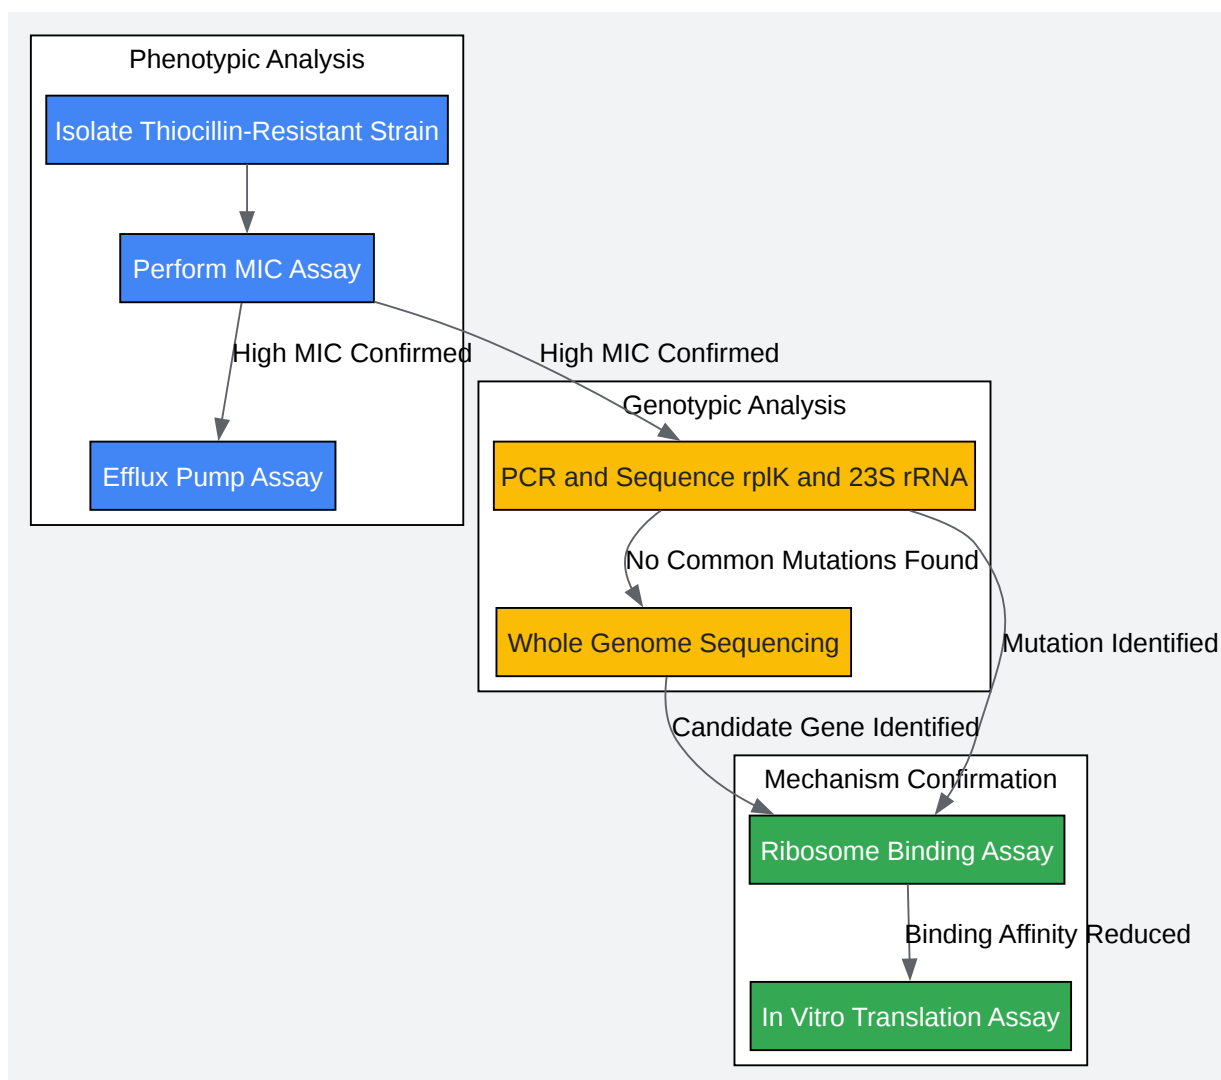 Phenotypic Analysis
Isolate Thiocillin-Resistant Strain
Perform MIC Assay
High MIC Confirmed
High MIC Confirmed
Efflux Pump Assay
Genotypic Analysis
PCR and Sequence rplK and 23S rRNA
No Common Mutations Found
Whole Genome Sequencing
Mutation Identified
Candidate Gene Identified
Mechanism Confirmation
Ribosome Binding Assay
Binding Affinity Reduced
In Vitro Translation Assay